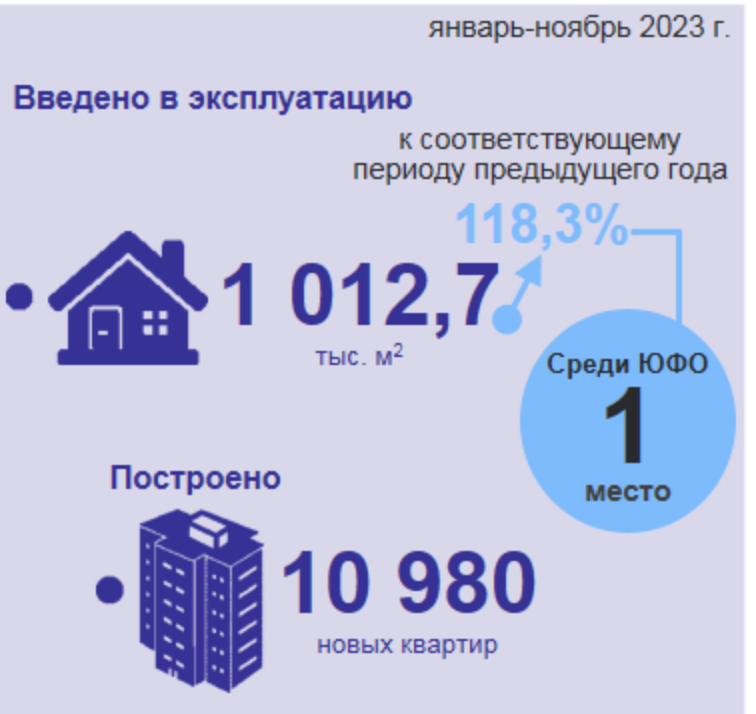 январь-ноябрь 2023 г.
Введено в эксплуатацию
к соответствующему
периоду предыдущего года
118,3%
1 012,7
тыс. м²
Среди ЮФО
1
место
Построено
10 980
новых квартир